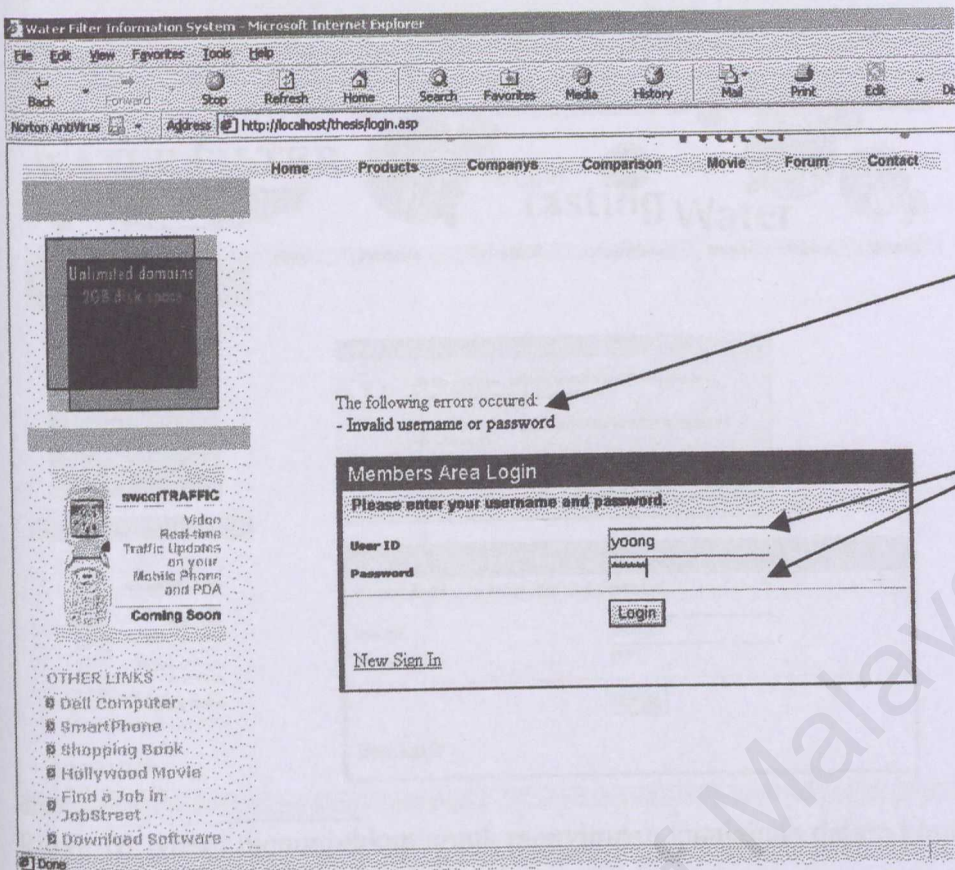 Water Filter Information System - Microsoft Internet Explorer
File Edit View Favorites Tools Help
Back Forward Stop Refresh Home Search Favorites Media History Mail Print Edit
Norton AntiVirus Address http://localhost/thesis/login.asp
Water
Home Products Companys Comparison Movie Forum Contact
Unlimited domains
2GB disk space
The following errors occured:
- Invalid username or password
Members Area Login
Please enter your username and password.
User ID yoong
Password *******
Login
New Sign In
sweetTRAFFIC
Video
Real-time
Traffic Updates
on your
Mobile Phone
and PDA
Coming Soon
OTHER LINKS
Dell Computer
SmartPhone
Shopping Book
Hollywood Movie
Find a Job in
JobStreet
Download Software
Done
of Malaya